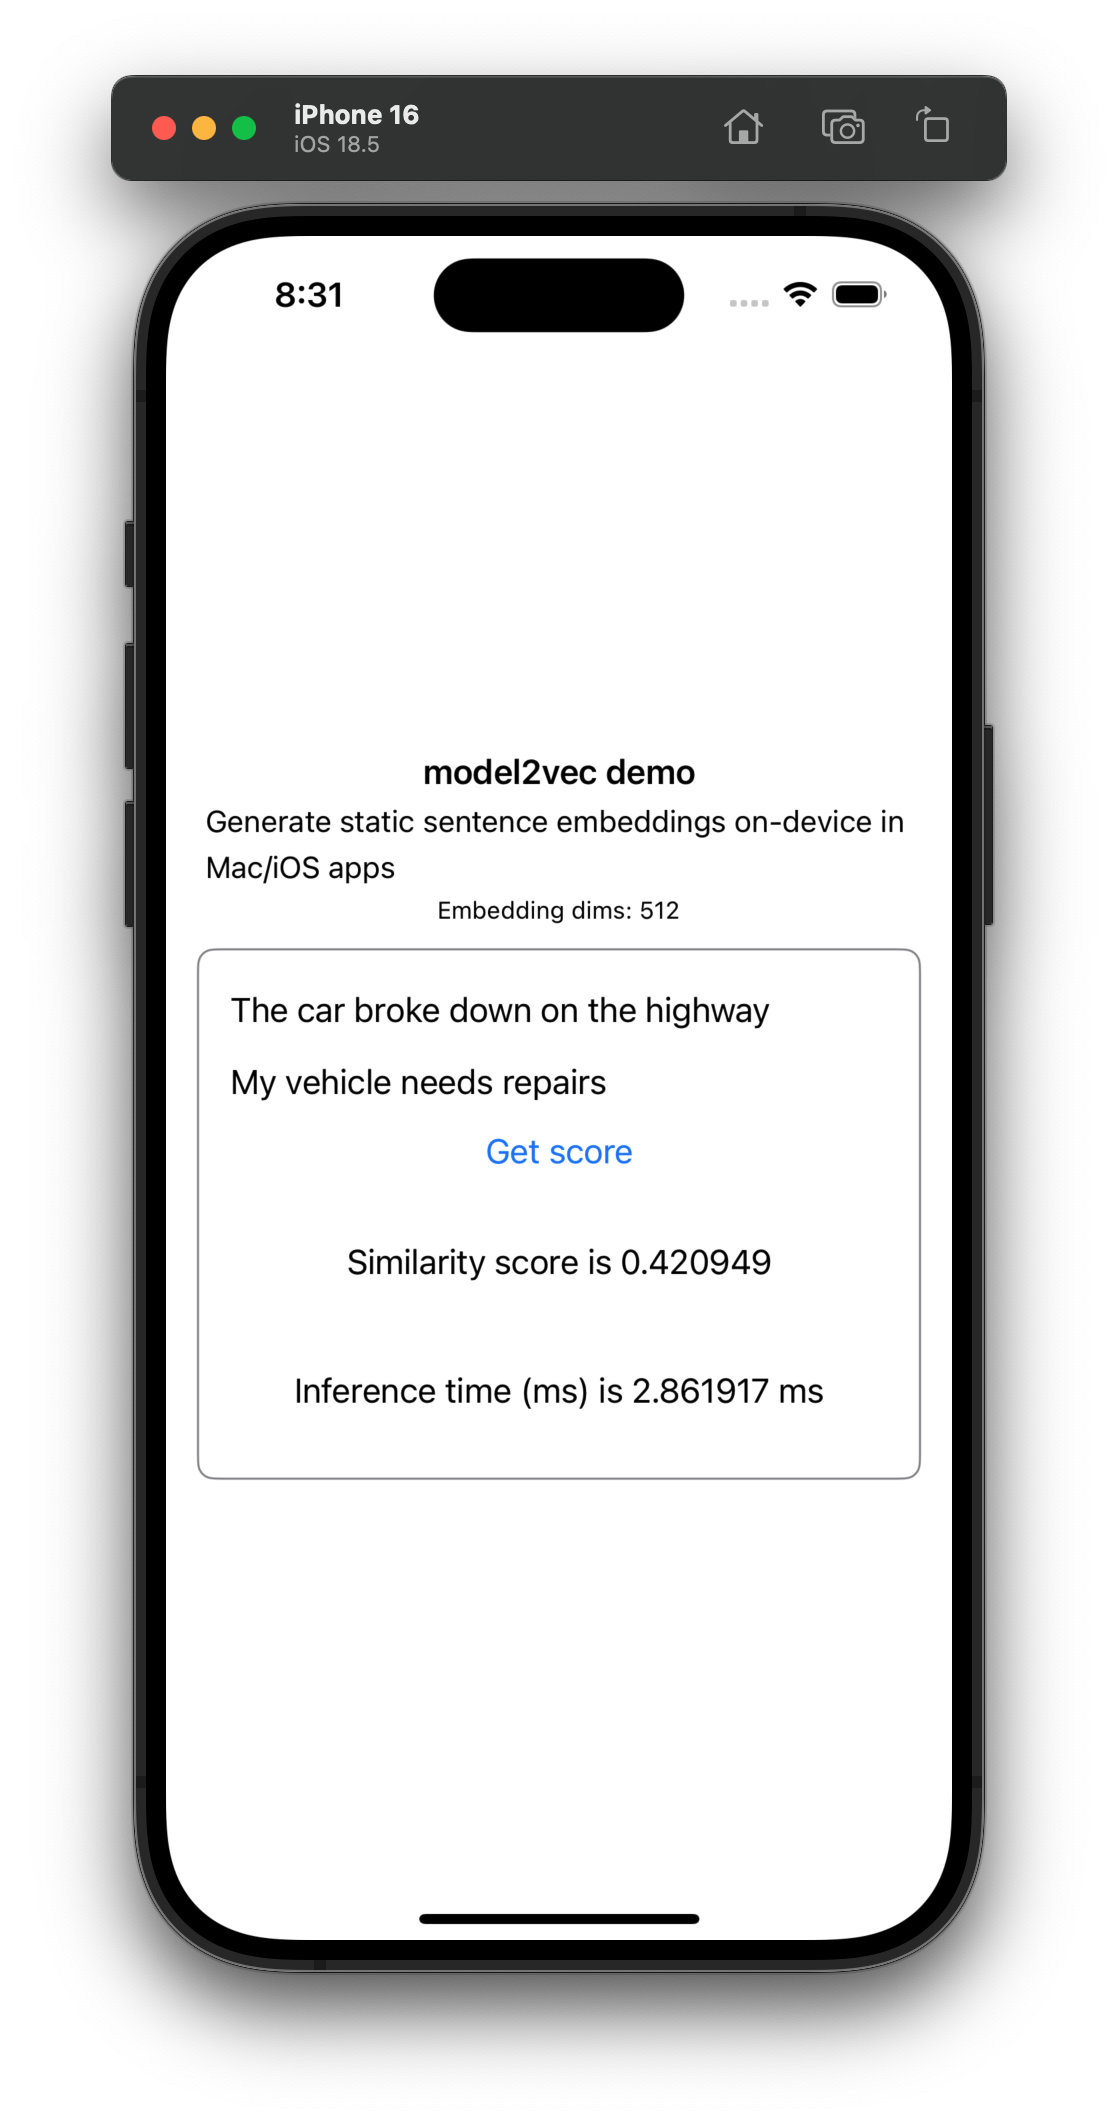 iPhone 16
iOS 18.5
8:31
model2vec demo
Generate static sentence embeddings on-device in
Mac/iOS apps
Embedding dims: 512
The car broke down on the highway
My vehicle needs repairs
Get score
Similarity score is 0.420949
Inference time (ms) is 2.861917 ms